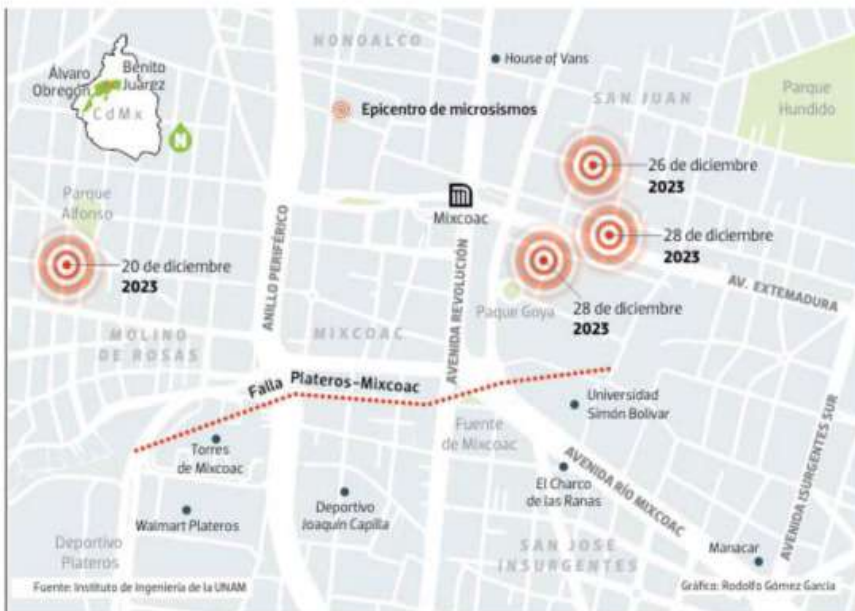 NONOALCO
House of Vans
Álvaro
Obregón
Benito
Juárez
CdMx
N
Epicentro de microsismos
SAN JUAN
Parque
Hundido
26 de diciembre
2023
Parque
Alfonso
Mixcoac
28 de diciembre
2023
20 de diciembre
2023
ANILLO PERIFÉRICO
AVENIDA REVOLUCIÓN
28 de diciembre
2023
Paque Goya
AV. EXTEMADURA
MOLINO
DE ROSAS
MIXCOAC
Falla Plateros-Mixcoac
Universidad
Simón Bolivar
Fuente
de Mixcoac
Torres
de Mixcoac
El Charco
de las Ranas
AVENIDA RÍO MIXCOAC
AVENIDA ISURGENTES SUR
Walmart Plateros
Deportivo
Joaquín Capilla
Deportivo
Plateros
SAN JOSE
INSURGENTES
Manacar
Fuente: Instituto de Ingeniería de la UNAM
Gráfico: Rodolfo Gómez García